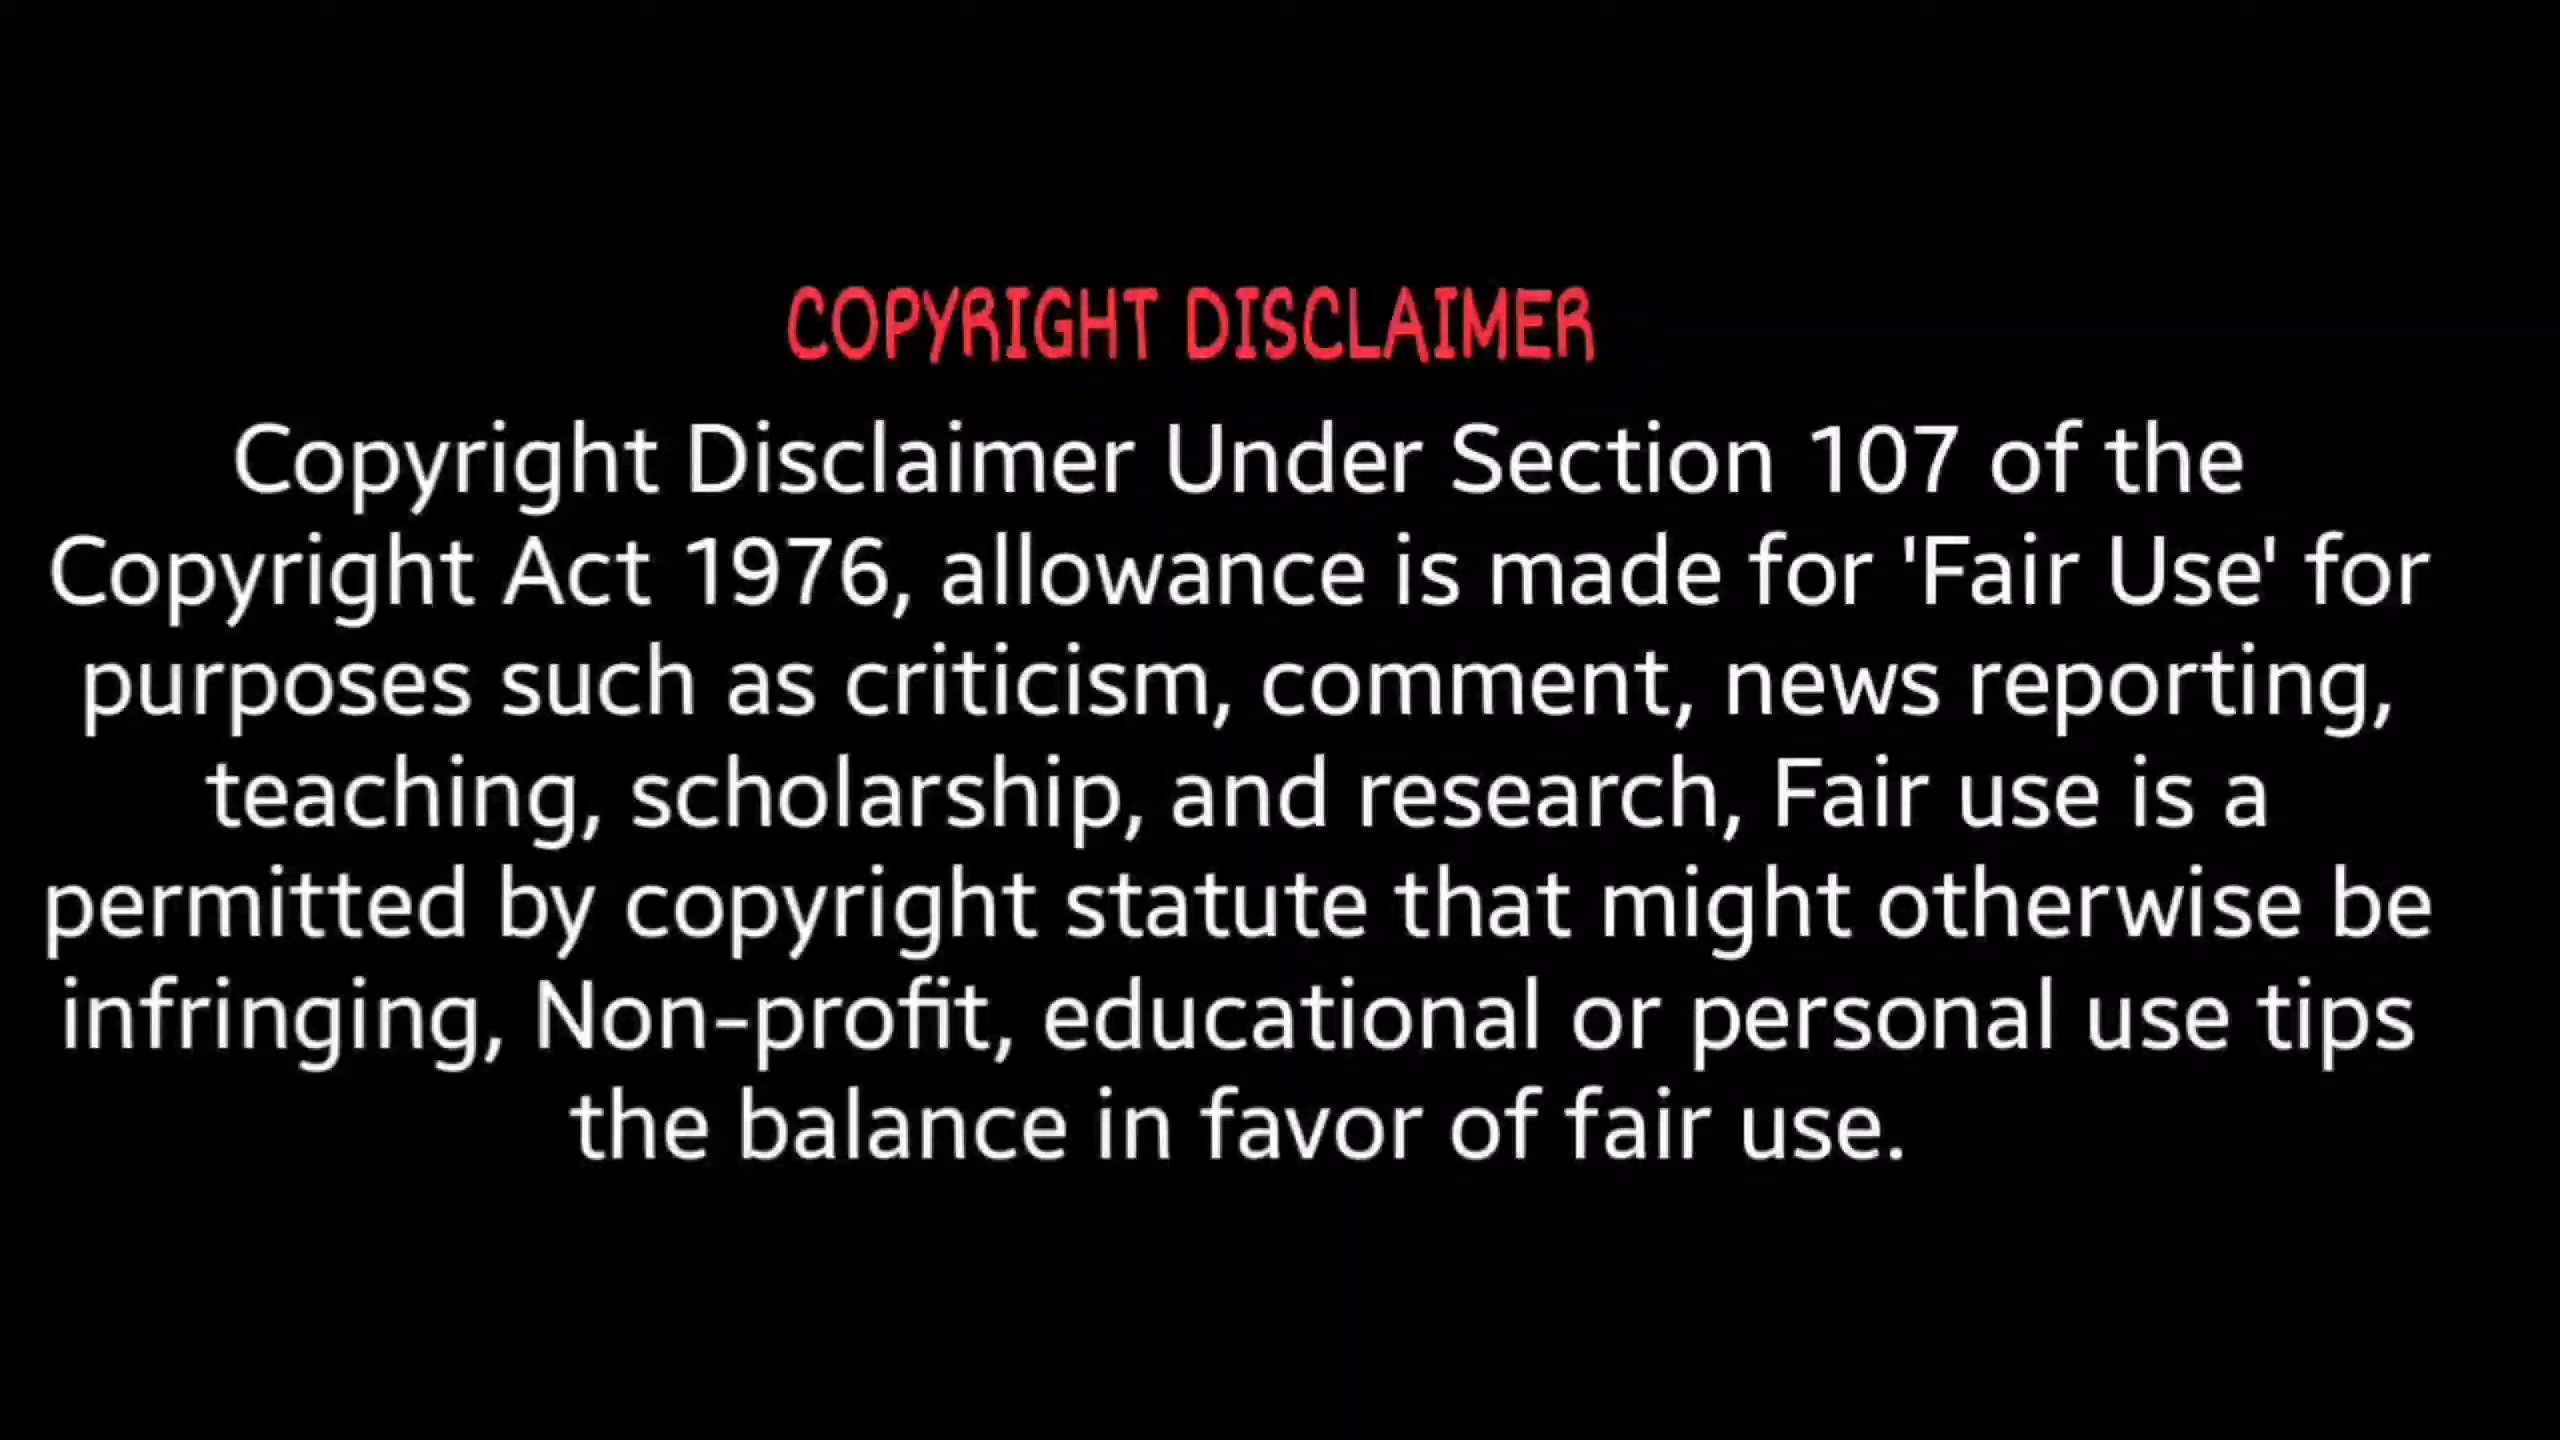 COPYRIGHT DISCLAIMER
Copyright Disclaimer Under Section 107 of the
Copyright Act 1976, allowance is made for 'Fair Use' for
purposes such as criticism, comment, news reporting,
teaching, scholarship, and research, Fair use is a
permitted by copyright statute that might otherwise be
infringing, Non-profit, educational or personal use tips
the balance in favor of fair use.